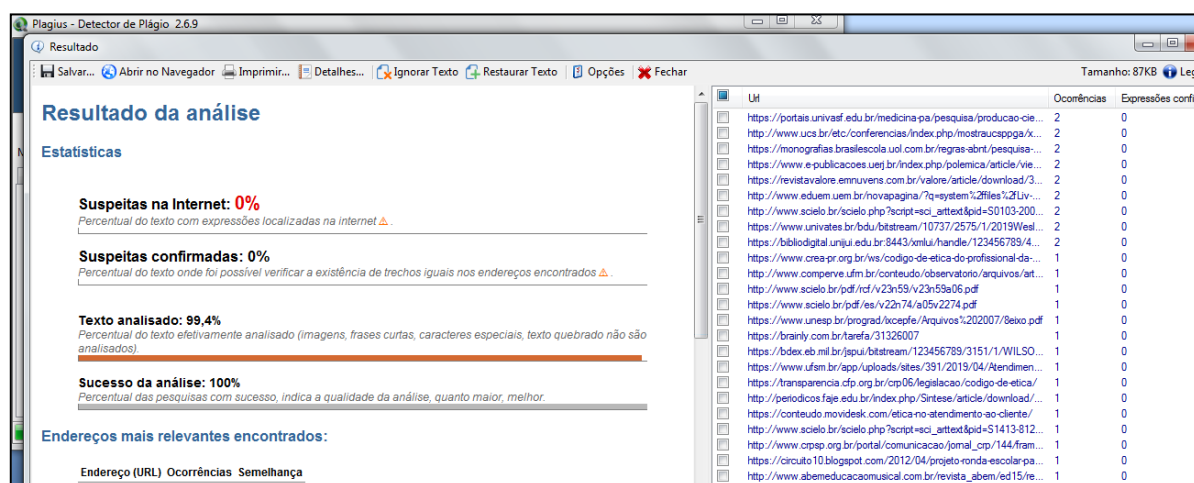 Plagius - Detector de Plágio 2.6.9
Resultado
Salvar... Abrir no Navegador Imprimir... Detalhes... Ignorar Texto Restaurar Texto Opções Fechar Tamanho: 87KB Leg
Resultado da análise
Estatísticas
Suspeitas na Internet: 0%
Percentual do texto com expressões localizadas na internet .
Suspeitas confirmadas: 0%
Percentual do texto onde foi possível verificar a existência de trechos iguais nos endereços encontrados .
Texto analisado: 99,4%
Percentual do texto efetivamente analisado (imagens, frases curtas, caracteres especiais, texto quebrado não são
analisados).
Sucesso da análise: 100%
Percentual das pesquisas com sucesso, indica a qualidade da análise, quanto maior, melhor.
Endereços mais relevantes encontrados:
Endereço (URL) Ocorrências Semelhança
Url Ocorrências Expressões confi
https://portais.univasf.edu.br/medicina-pa/pesquisa/producao-cie... 2 0
http://www.ucs.br/etc/conferencias/index.php/mostraucsppga/x... 2 0
https://monografias.brasilescola.uol.com.br/regras-abnt/pesquisa-... 2 0
https://www.e-publicacoes.uerj.br/index.php/polemica/article/vie... 2 0
https://revistavalore.emnuvens.com.br/valore/article/download/3... 2 0
http://www.eduem.uem.br/novapagina/?q=system%2ffiles%2fLiv-... 2 0
http://www.scielo.br/scielo.php?script=sci_arttext&pid=S0103-200... 2 0
https://www.univates.br/bdu/bitstream/10737/2575/1/2019Wesl... 2 0
https://bibliodigital.unijui.edu.br:8443/xmlui/handle/123456789/4... 2 0
https://www.crea-pr.org.br/ws/codigo-de-etica-do-profissional-da-... 1 0
http://www.comperve.ufrn.br/conteudo/observatorio/arquivos/art... 1 0
http://www.scielo.br/pdf/rcf/v23n59/v23n59a06.pdf 1 0
http://www.scielo.br/pdf/es/v22n74/a05v2274.pdf 1 0
https://www.unesp.br/prograd/ixcepfe/Arquivos%202007/8eixo.pdf 1 0
https://brainly.com.br/tarefa/31326007 1 0
https://bdex.eb.mil.br/jspui/bitstream/123456789/3151/1/WILSO... 1 0
https://www.ufsm.br/app/uploads/sites/391/2019/04/Atendimen... 1 0
https://transparencia.cfp.org.br/crp06/legislacao/codigo-de-etica/ 1 0
http://periodicos.faje.edu.br/index.php/Sintese/article/download/... 1 0
https://conteudo.movidesk.com/etica-no-atendimento-ao-cliente/ 1 0
http://www.scielo.br/scielo.php?script=sci_arttext&pid=S1413-812... 1 0
http://www.crpsp.org.br/portal/comunicacao/jornal_crp/144/fram... 1 0
https://circuito10.blogspot.com/2012/04/projeto-ronda-escolar-pa... 1 0
http://www.abemeducacaomusical.com.br/revista_abem/ed15/re... 1 0